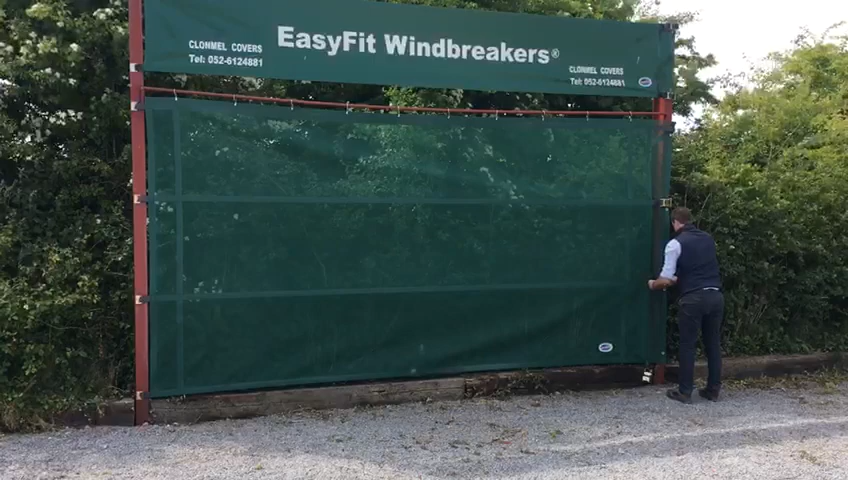 EasyFit Windbreakers®
CLONMEL COVERS
Tel: 052-6124881
CLONMEL COVERS
Tel: 052-6124881